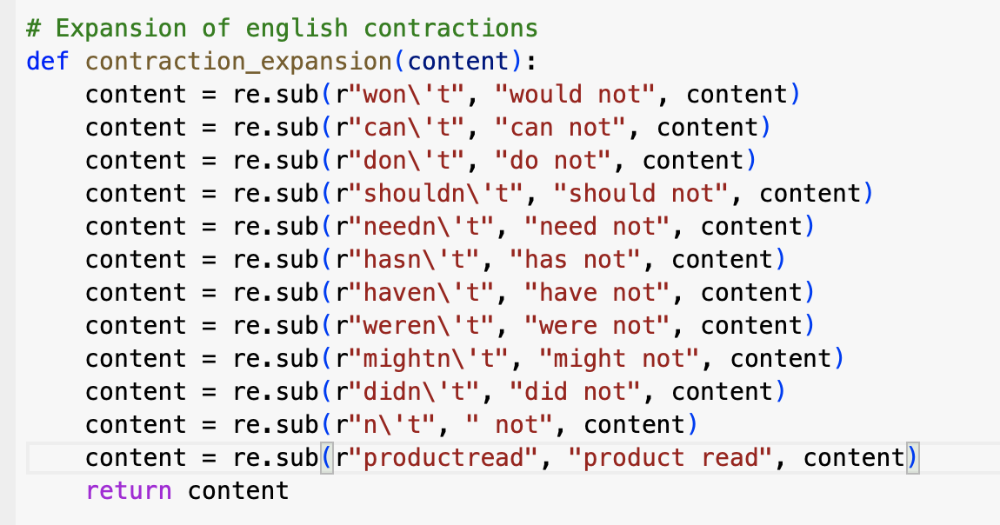 # Expansion of english contractions
def contraction_expansion(content):
    content = re.sub(r"won\'t", "would not", content)
    content = re.sub(r"can\'t", "can not", content)
    content = re.sub(r"don\'t", "do not", content)
    content = re.sub(r"shouldn\'t", "should not", content)
    content = re.sub(r"needn\'t", "need not", content)
    content = re.sub(r"hasn\'t", "has not", content)
    content = re.sub(r"haven\'t", "have not", content)
    content = re.sub(r"weren\'t", "were not", content)
    content = re.sub(r"mightn\'t", "might not", content)
    content = re.sub(r"didn\'t", "did not", content)
    content = re.sub(r"n\'t", " not", content)
    content = re.sub(r"productread", "product read", content)
    return content